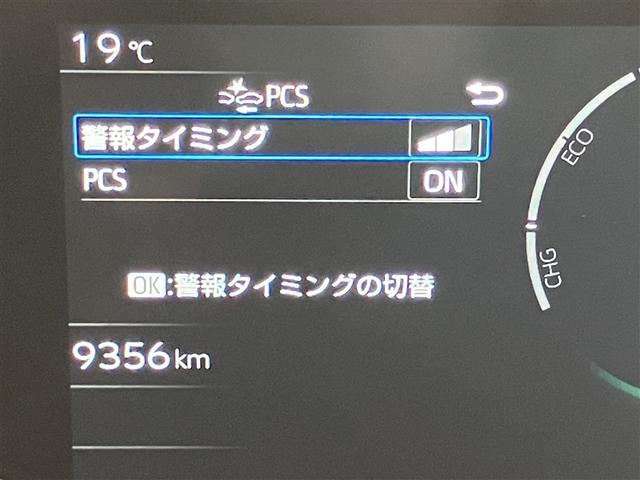 19℃
PCS
警報タイミング
PCS ON
OK:警報タイミングの切替
9356km
ECO
CHG